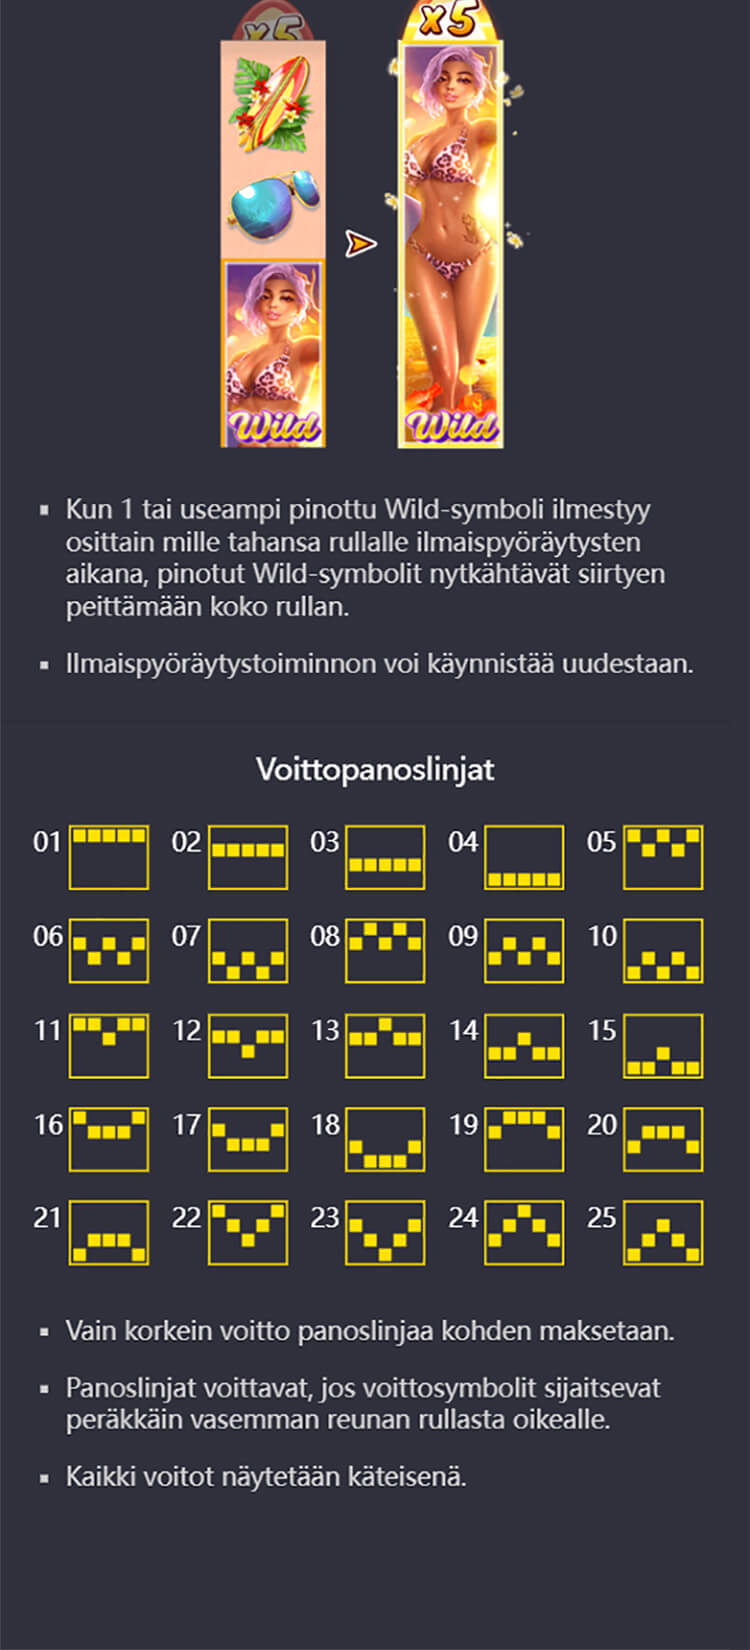 x5
x5
Wild
Wild
Kun 1 tai useampi pinottu Wild-symboli ilmestyy
osittain mille tahansa rullalle ilmaispyöräytysten
aikana, pinotut Wild-symbolit nytkähtävät siirtyen
peittämään koko rullan.
Ilmaispyöräytystoiminnon voi käynnistää uudestaan.
Voittopanoslinjat
01 02 03 04 05
06 07 08 09 10
11 12 13 14 15
16 17 18 19 20
21 22 23 24 25
Vain korkein voitto panoslinjaa kohden maksetaan.
Panoslinjat voittavat, jos voittosymbolit sijaitsevat
peräkkäin vasemman reunan rullasta oikealle.
Kaikki voitot näytetään käteisenä.